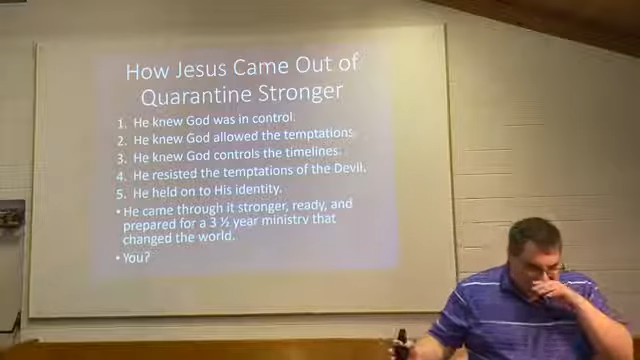 How Jesus Came Out of
Quarantine Stronger
1. He knew God was in control.
2. He knew God allowed the temptations.
3. He knew God controls the timelines.
4. He resisted the temptations of the Devil.
5. He held on to His identity.
• He came through it stronger, ready, and
prepared for a 3 ½ year ministry that
changed the world.
• You?